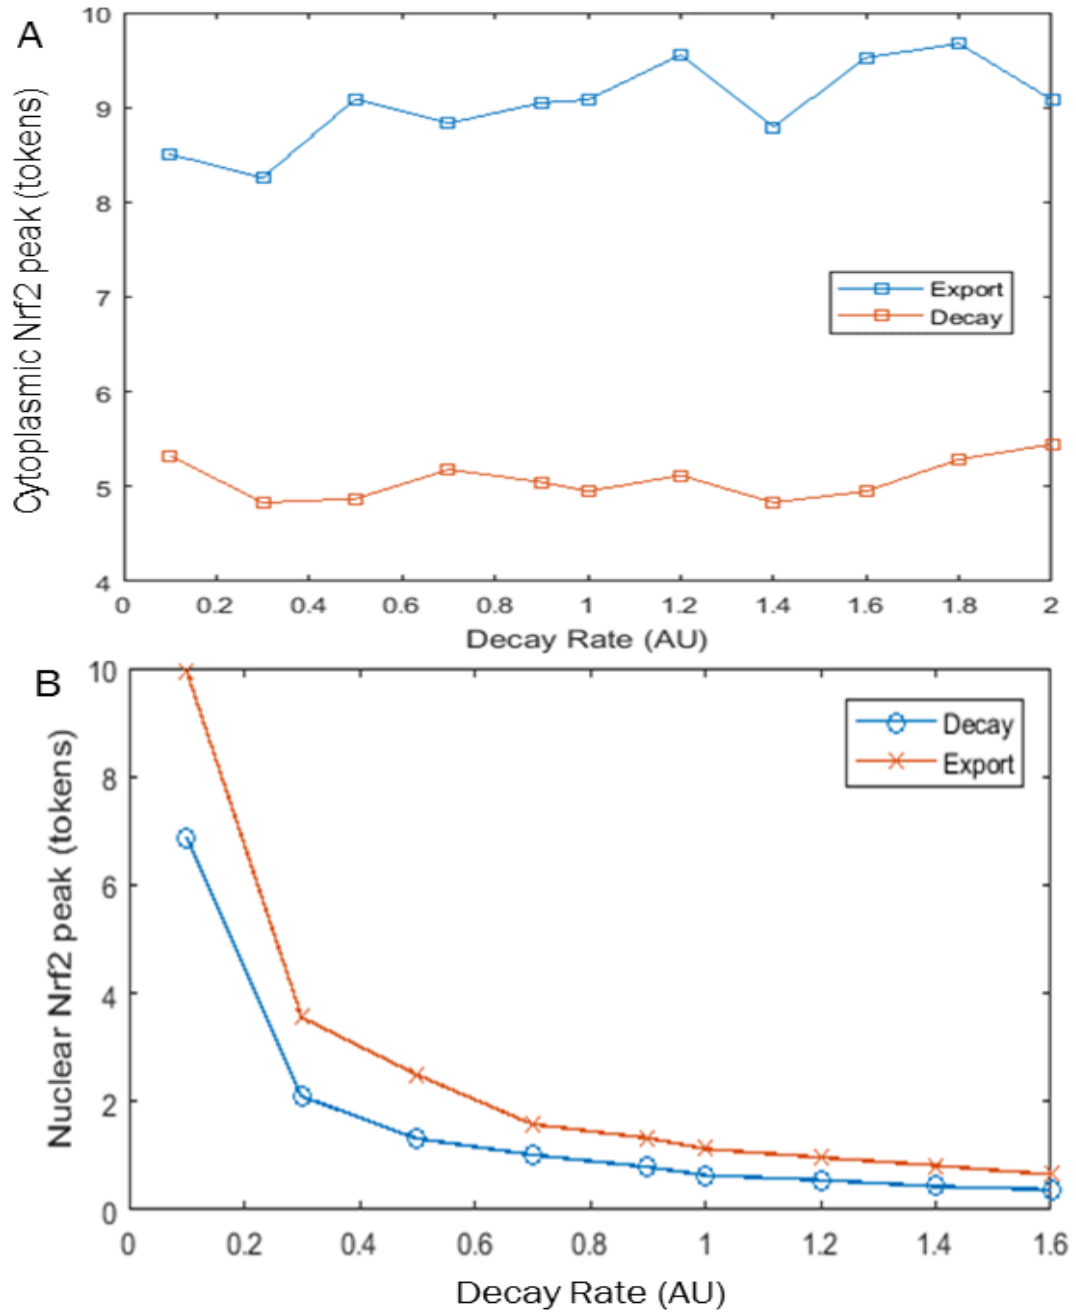 A
Cytoplasmic Nrf2 peak (tokens)
10
9
8
7
6
5
4
Export
Decay
0 0.2 0.4 0.6 0.8 1 1.2 1.4 1.6 1.8 2
Decay Rate (AU)
B
Nuclear Nrf2 peak (tokens)
10
8
6
4
2
0
Decay
Export
0 0.2 0.4 0.6 0.8 1 1.2 1.4 1.6
Decay Rate (AU)